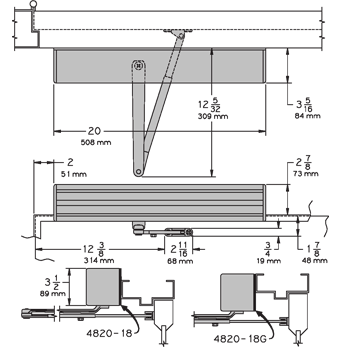 12 5/32
309 mm
3 5/16
84 mm
20
508 mm
2
51 mm
2 7/8
73 mm
12 3/8
314 mm
2 11/16
68 mm
3/4
19 mm
1 7/8
48 mm
3 1/2
89 mm
4820-18
4820-18G